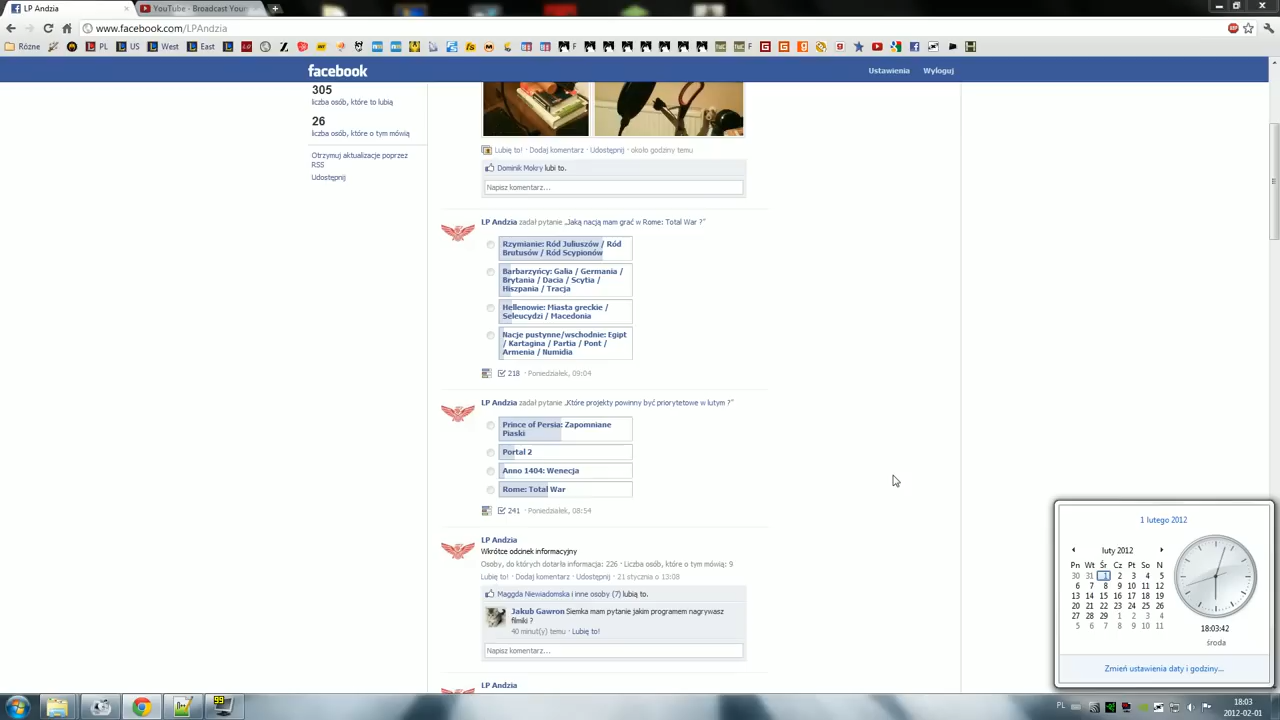 LP Andzia
YouTube - Broadcast Your
www.facebook.com/LPAndzia
Różne
PL
US
West
East
F
F
facebook
Ustawienia
Wyloguj
305
liczba osób, które to lubią
26
liczba osób, które o tym mówią
Otrzymuj aktualizacje poprzez
RSS
Udostępnij
Lubię to! · Dodaj komentarz · Udostępnij · około godziny temu
Dominik Mokry lubi to.
Napisz komentarz...
LP Andzia zadał pytanie „Jaką nacją mam grać w Rome: Total War ?”
Rzymianie: Ród Juliuszów / Ród
Brutusów / Ród Scypionów
Barbarzyńcy: Galia / Germania /
Brytania / Dacia / Scytia /
Hiszpania / Tracja
Hellenowie: Miasta greckie /
Seleucydzi / Macedonia
Nacje pustynne/wschodnie: Egipt
/ Kartagina / Partia / Pont /
Armenia / Numidia
218 · Poniedziałek, 09:04
LP Andzia zadał pytanie „Które projekty powinny być priorytetowe w lutym ?”
Prince of Persia: Zapomniane
Piaski
Portal 2
Anno 1404: Wenecja
Rome: Total War
241 · Poniedziałek, 08:54
LP Andzia
Wkrótce odcinek informacyjny
Osoby, do których dotarła informacja: 226 · Liczba osób, które o tym mówią: 9
Lubię to! · Dodaj komentarz · Udostępnij · 21 stycznia o 13:08
Maggda Niewiadomska i inne osoby (7) lubią to.
Jakub Gawron Siemka mam pytanie jakim programem nagrywasz
filmiki ?
40 minut(y) temu · Lubię to!
Napisz komentarz...
LP Andzia
1 lutego 2012
luty 2012
Pn Wt Śr Cz Pt So N
30 31 1 2 3 4 5
6 7 8 9 10 11 12
13 14 15 16 17 18 19
20 21 22 23 24 25 26
27 28 29 1 2 3 4
5 6 7 8 9 10 11
18:03:42
środa
Zmień ustawienia daty i godziny...
99
PL
18:03
2012-02-01